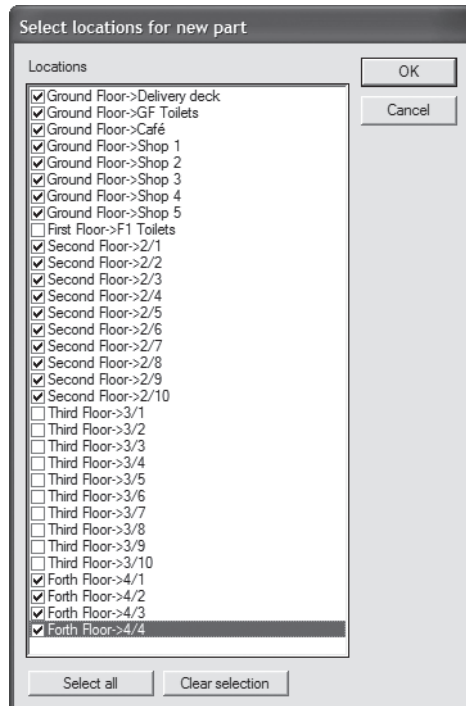 Select locations for new part
Locations
OK
Cancel
Ground Floor->Delivery deck
Ground Floor->GF Toilets
Ground Floor->Café
Ground Floor->Shop 1
Ground Floor->Shop 2
Ground Floor->Shop 3
Ground Floor->Shop 4
Ground Floor->Shop 5
First Floor->F1 Toilets
Second Floor->2/1
Second Floor->2/2
Second Floor->2/3
Second Floor->2/4
Second Floor->2/5
Second Floor->2/6
Second Floor->2/7
Second Floor->2/8
Second Floor->2/9
Second Floor->2/10
Third Floor->3/1
Third Floor->3/2
Third Floor->3/3
Third Floor->3/4
Third Floor->3/5
Third Floor->3/6
Third Floor->3/7
Third Floor->3/8
Third Floor->3/9
Third Floor->3/10
Forth Floor->4/1
Forth Floor->4/2
Forth Floor->4/3
Forth Floor->4/4
Select all
Clear selection